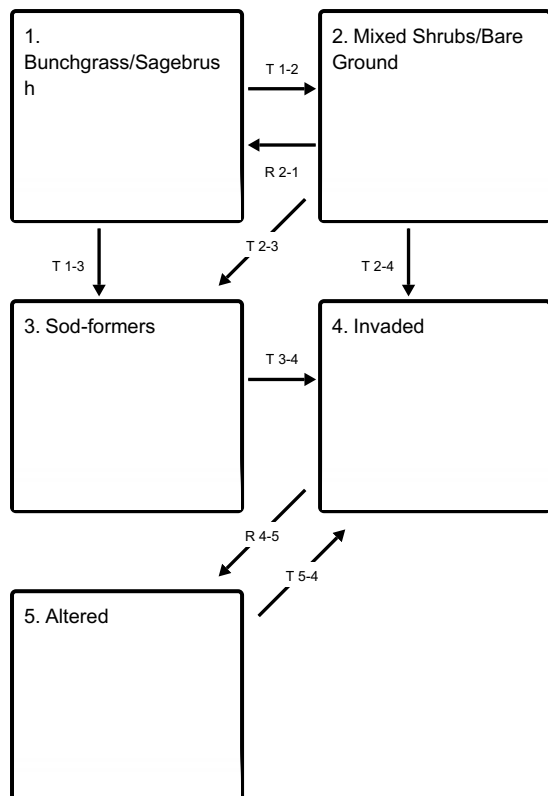 1.
Bunchgrass/Sagebrus
h
2. Mixed Shrubs/Bare
Ground
T 1-2
R 2-1
T 1-3
T 2-3
T 2-4
3. Sod-formers
4. Invaded
T 3-4
R 4-5
T 5-4
5. Altered